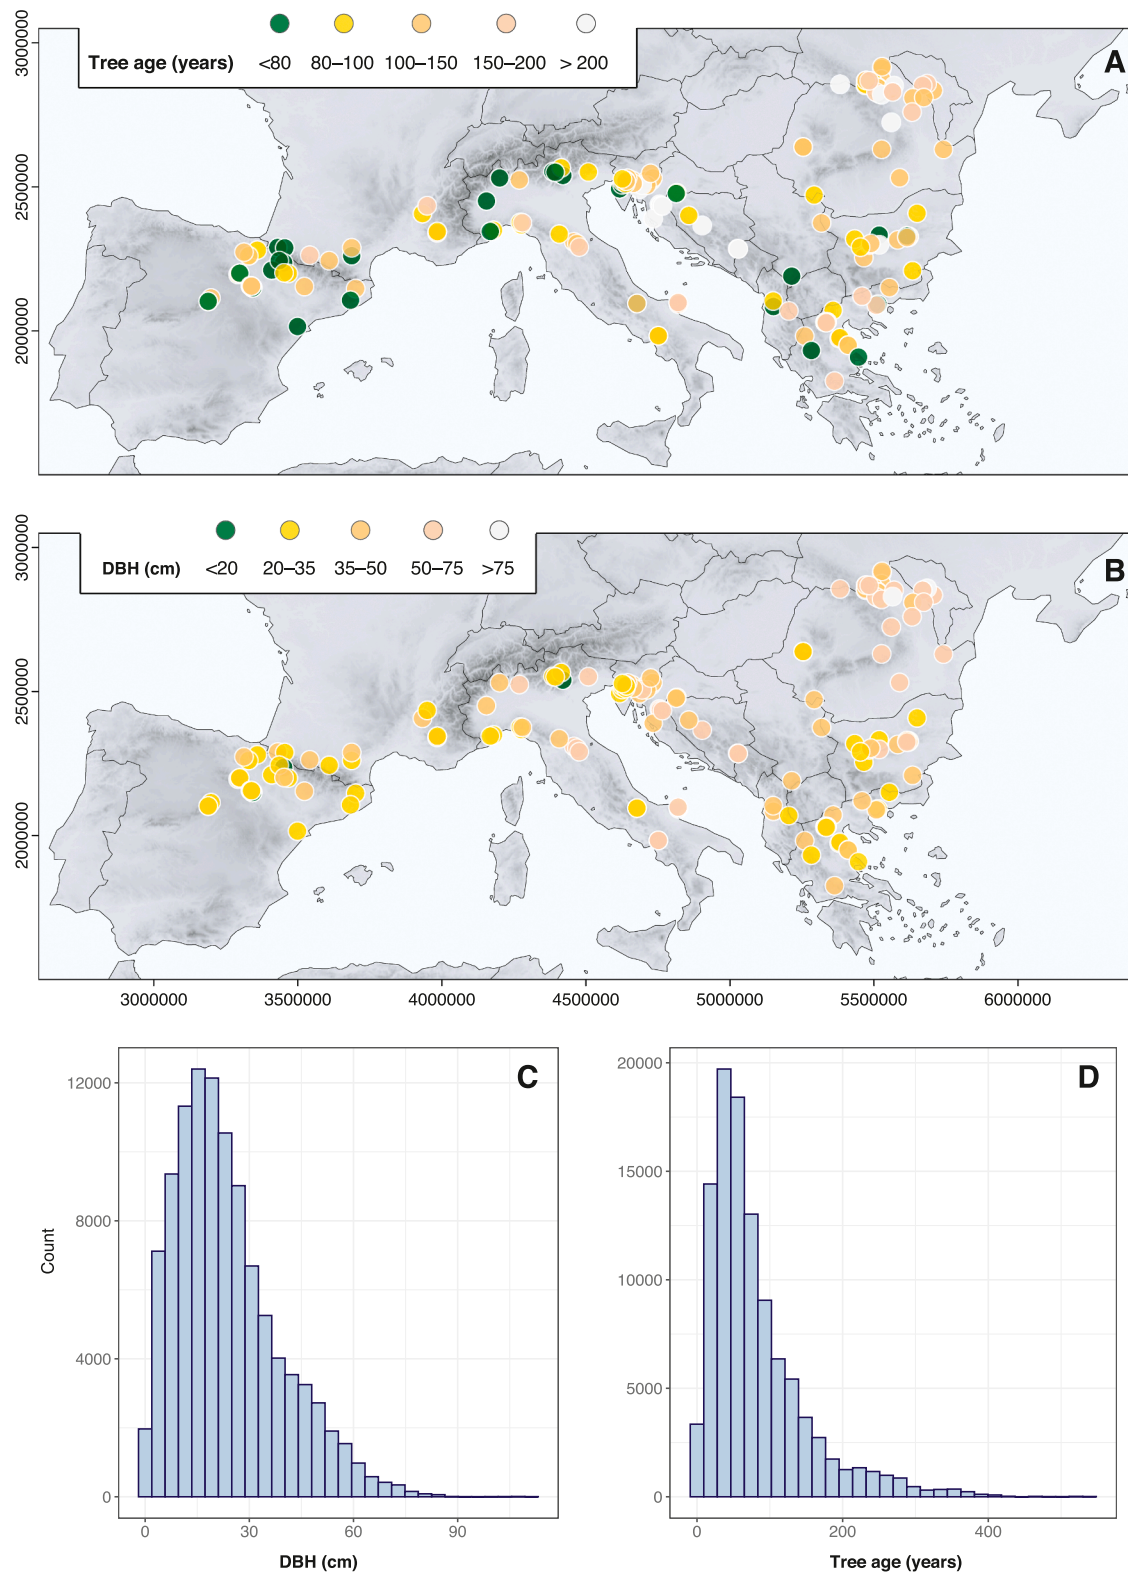 Tree age (years) <80 80–100 100–150 150–200 > 200
A
3000000
2500000
2000000
DBH (cm) <20 20–35 35–50 50–75 >75
B
3000000
2500000
2000000
3000000 3500000 4000000 4500000 5000000 5500000 6000000
C
12000
8000
4000
0
Count
0 30 60 90
DBH (cm)
D
20000
15000
10000
5000
0
0 200 400
Tree age (years)